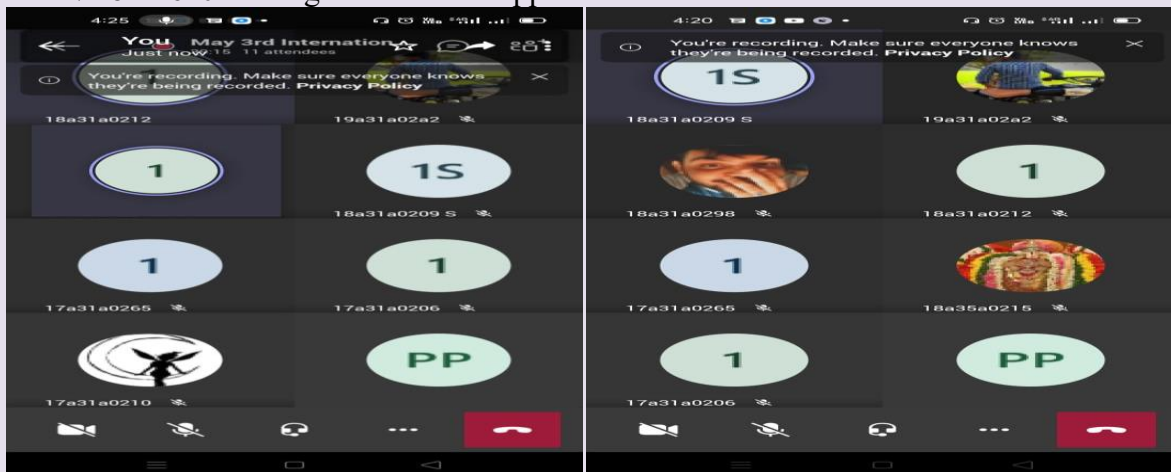 4:25
You May 3rd Internation
Just now 11 attendees
You're recording. Make sure everyone knows
they're being recorded. Privacy Policy
1
18a31a0212
19a31a02a2
1
1S
18a31a0209 S
1
17a31a0265
1
17a31a0206
17a31a0210
PP
4:20
You're recording. Make sure everyone knows
they're being recorded. Privacy Policy
1S
18a31a0209 S
19a31a02a2
18a31a0298
1
18a31a0212
1
17a31a0265
18a35a0215
1
17a31a0206
PP